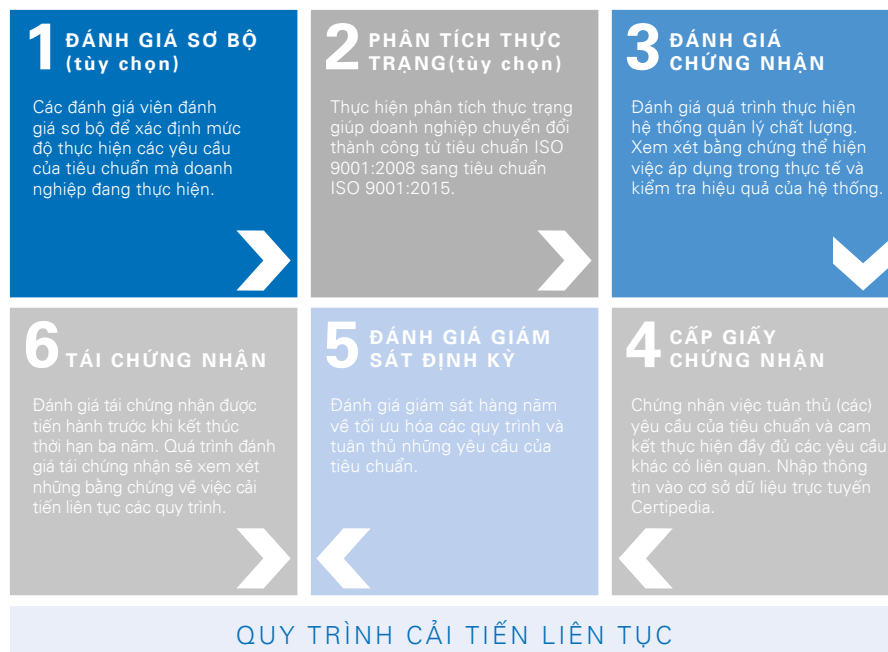 1 ĐÁNH GIÁ SƠ BỘ
(tùy chọn)
Các đánh giá viên đánh
giá sơ bộ để xác định mức
độ thực hiện các yêu cầu
của tiêu chuẩn mà doanh
nghiệp đang thực hiện.
2 PHÂN TÍCH THỰC
TRẠNG(tùy chọn)
Thực hiện phân tích thực trạng
giúp doanh nghiệp chuyển đổi
thành công từ tiêu chuẩn ISO
9001:2008 sang tiêu chuẩn
ISO 9001:2015.
3 ĐÁNH GIÁ
CHỨNG NHẬN
Đánh giá quá trình thực hiện
hệ thống quản lý chất lượng.
Xem xét bằng chứng thể hiện
việc áp dụng trong thực tế và
kiểm tra hiệu quả của hệ thống.
6 TÁI CHỨNG NHẬN
Đánh giá tái chứng nhận được
tiến hành trước khi kết thúc
thời hạn ba năm. Quá trình đánh
giá tái chứng nhận sẽ xem xét
những bằng chứng về việc cải
tiến liên tục các quy trình.
5 ĐÁNH GIÁ GIÁM
SÁT ĐỊNH KỲ
Đánh giá giám sát hàng năm
về tối ưu hóa các quy trình và
tuân thủ những yêu cầu của
tiêu chuẩn.
4 CẤP GIẤY
CHỨNG NHẬN
Chứng nhận việc tuân thủ (các)
yêu cầu của tiêu chuẩn và cam
kết thực hiện đầy đủ các yêu cầu
khác có liên quan. Nhập thông
tin vào cơ sở dữ liệu trực tuyến
Certipedia.
QUY TRÌNH CẢI TIẾN LIÊN TỤC